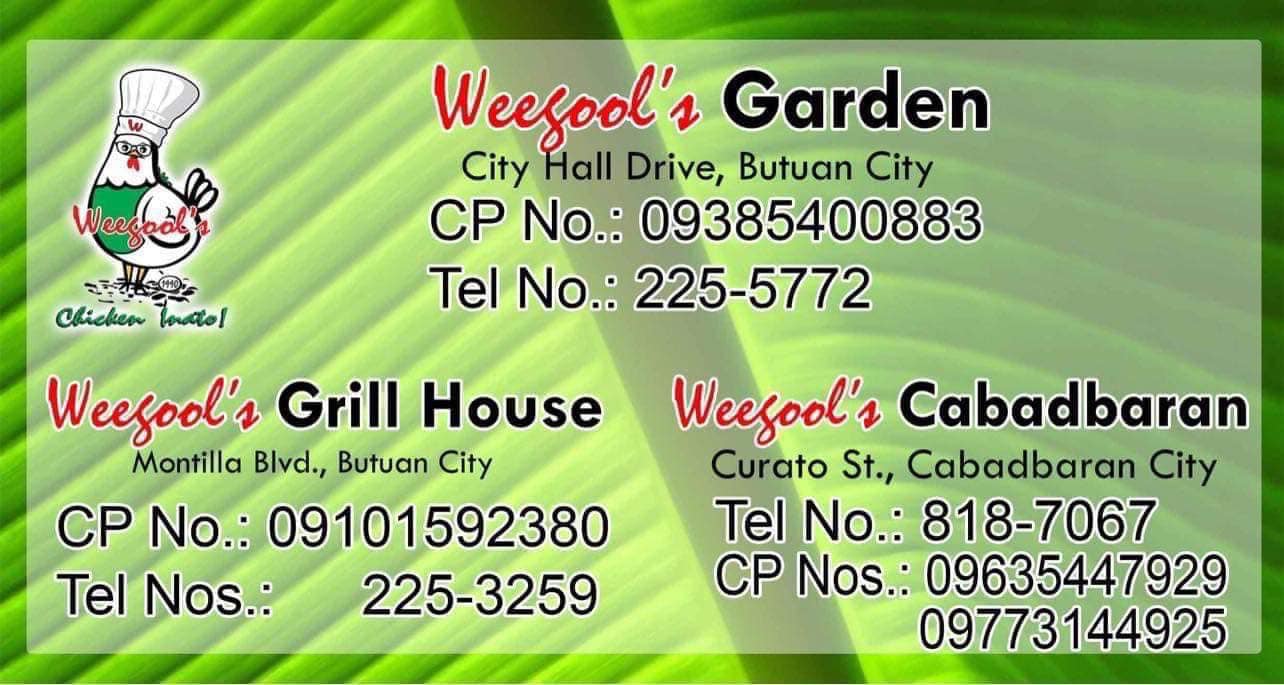 W
Weegool's
1990
Chicken Inato!
Weegool's Garden
City Hall Drive, Butuan City
CP No.: 09385400883
Tel No.: 225-5772
Weegool's Grill House
Montilla Blvd., Butuan City
CP No.: 09101592380
Tel Nos.: 225-3259
Weegool's Cabadbaran
Curato St., Cabadbaran City
Tel No.: 818-7067
CP Nos.: 09635447929
09773144925